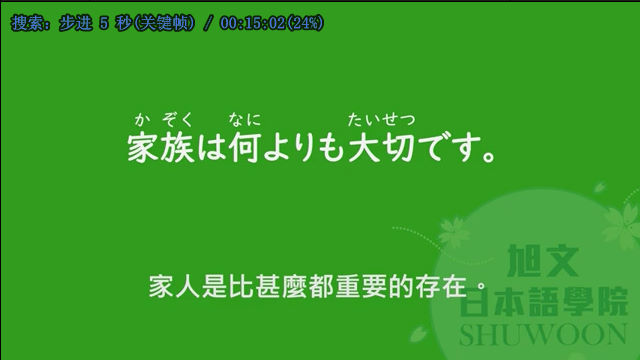 搜索: 步进 5 秒(关键帧) / 00:15:02(24%)
か ぞく なに たいせつ
家族は何よりも大切です。
家人是比甚麼都重要的存在。
旭文
日本語學院
SHUWOON